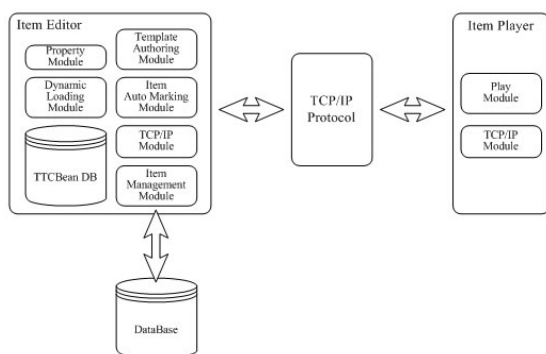 Item Editor
Property
Module
Template
Authoring
Module
Dynamic
Loading
Module
Item
Auto Marking
Module
TTCBean DB
TCP/IP
Module
Item
Management
Module
TCP/IP
Protocol
Item Player
Play
Module
TCP/IP
Module
DataBase